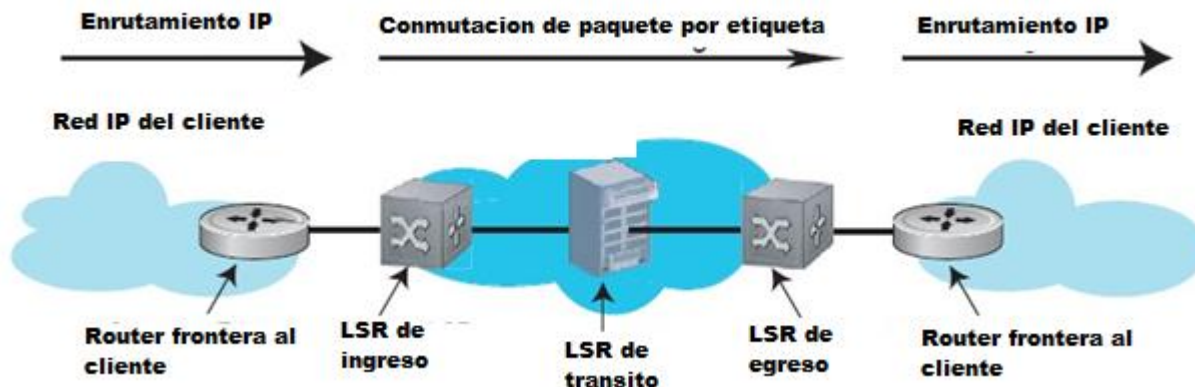 Enrutamiento IP
Conmutacion de paquete por etiqueta
Enrutamiento IP
Red IP del cliente
Red IP del cliente
Router frontera al
cliente
LSR de
ingreso
LSR de
transito
LSR de
egreso
Router frontera al
cliente